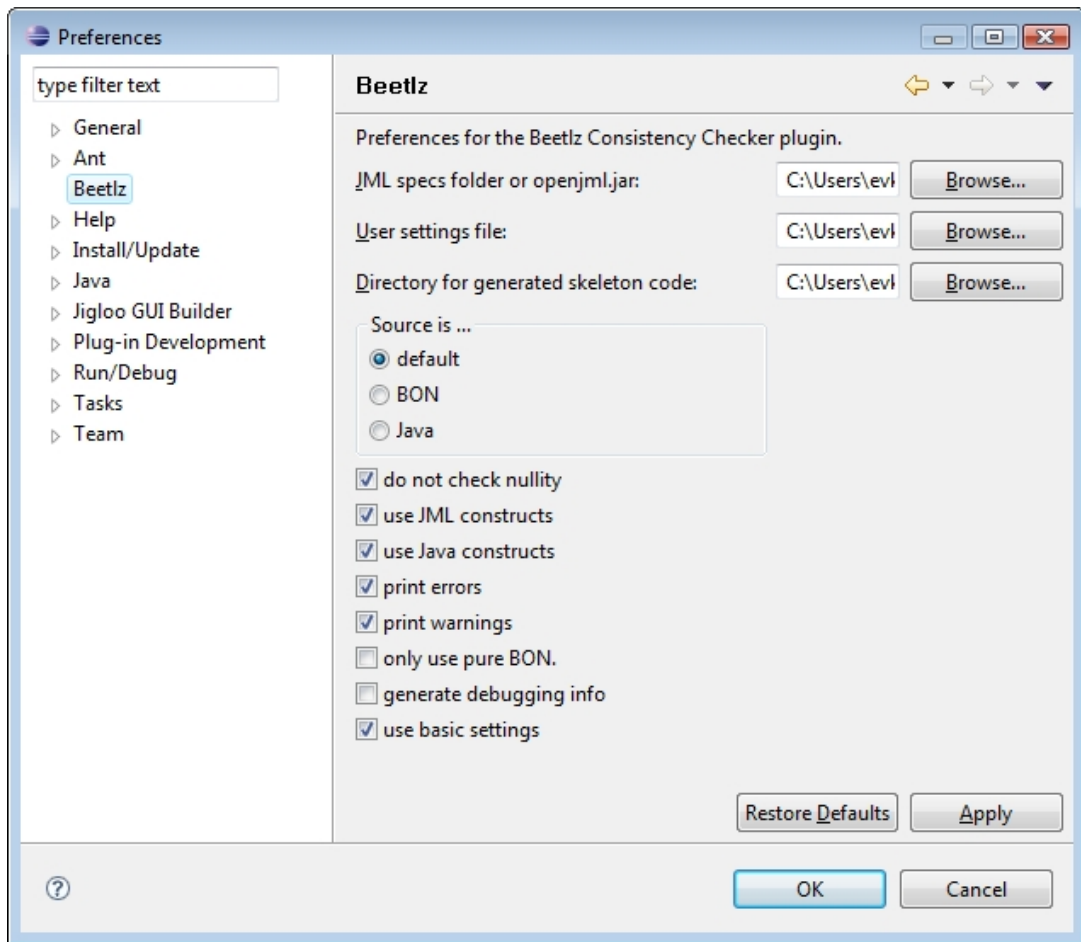 Preferences
type filter text
General
Ant
Beetlz
Help
Install/Update
Java
Jigloo GUI Builder
Plug-in Development
Run/Debug
Tasks
Team
Beetlz
Preferences for the Beetlz Consistency Checker plugin.
JML specs folder or openjml.jar: C:\Users\evk Browse...
User settings file: C:\Users\evk Browse...
Directory for generated skeleton code: C:\Users\evk Browse...
Source is ...
default
BON
Java
do not check nullity
use JML constructs
use Java constructs
print errors
print warnings
only use pure BON.
generate debugging info
use basic settings
Restore Defaults Apply
OK Cancel